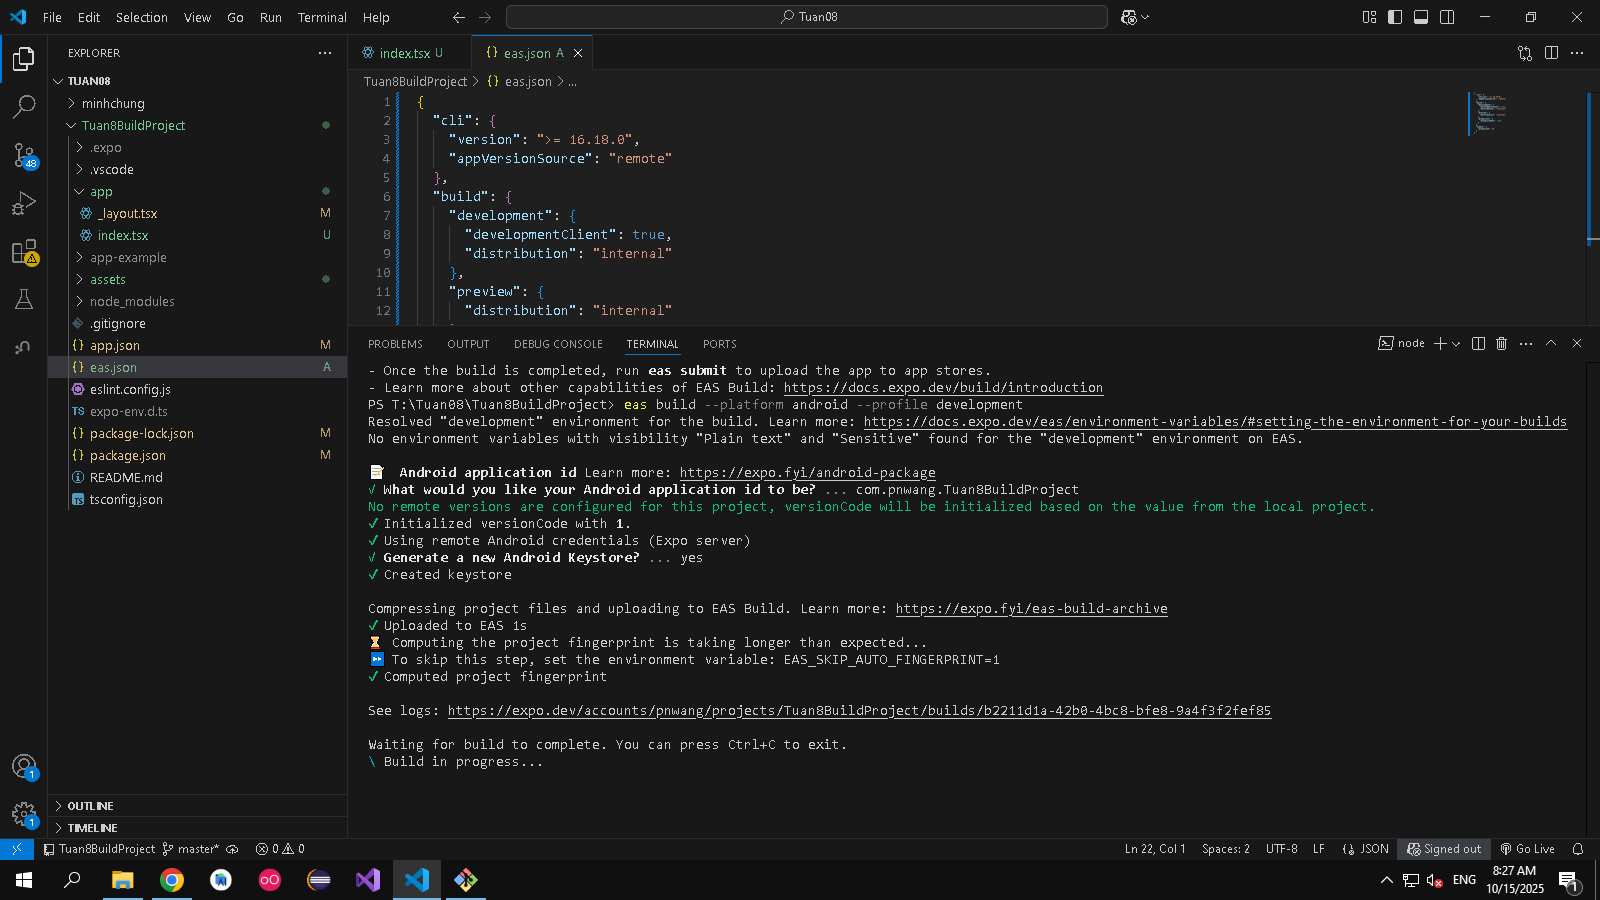 File Edit Selection View Go Run Terminal Help
Tuan08
EXPLORER
TUAN08
minhchung
Tuan8BuildProject
.expo
.vscode
app
_layout.tsx M
index.tsx U
app-example
assets
node_modules
.gitignore
app.json M
eas.json A
eslint.config.js
TS expo-env.d.ts
package-lock.json M
package.json M
README.md
tsconfig.json
OUTLINE
TIMELINE
48
1
1
index.tsx U
{} eas.json A
Tuan8BuildProject > {} eas.json > ...
1 {
2 "cli": {
3 "version": ">= 16.18.0",
4 "appVersionSource": "remote"
5 },
6 "build": {
7 "development": {
8 "developmentClient": true,
9 "distribution": "internal"
10 },
11 "preview": {
12 "distribution": "internal"
PROBLEMS OUTPUT DEBUG CONSOLE TERMINAL PORTS
node
- Once the build is completed, run eas submit to upload the app to app stores.
- Learn more about other capabilities of EAS Build: https://docs.expo.dev/build/introduction
PS T:\Tuan08\Tuan8BuildProject> eas build --platform android --profile development
Resolved "development" environment for the build. Learn more: https://docs.expo.dev/eas/environment-variables/#setting-the-environment-for-your-builds
No environment variables with visibility "Plain text" and "Sensitive" found for the "development" environment on EAS.
📝 Android application id Learn more: https://expo.fyi/android-package
√ What would you like your Android application id to be? ... com.pnwang.Tuan8BuildProject
No remote versions are configured for this project, versionCode will be initialized based on the value from the local project.
✓ Initialized versionCode with 1.
✓ Using remote Android credentials (Expo server)
√ Generate a new Android Keystore? ... yes
✓ Created keystore
Compressing project files and uploading to EAS Build. Learn more: https://expo.fyi/eas-build-archive
✓ Uploaded to EAS 1s
⌛ Computing the project fingerprint is taking longer than expected...
⏩ To skip this step, set the environment variable: EAS_SKIP_AUTO_FINGERPRINT=1
✓ Computed project fingerprint
See logs: https://expo.dev/accounts/pnwang/projects/Tuan8BuildProject/builds/b2211d1a-42b0-4bc8-bfe8-9a4f3f2fef85
Waiting for build to complete. You can press Ctrl+C to exit.
\ Build in progress...
Tuan8BuildProject master* 0 0
Ln 22, Col 1 Spaces: 2 UTF-8 LF JSON Signed out Go Live
ENG
8:27 AM
10/15/2025
1